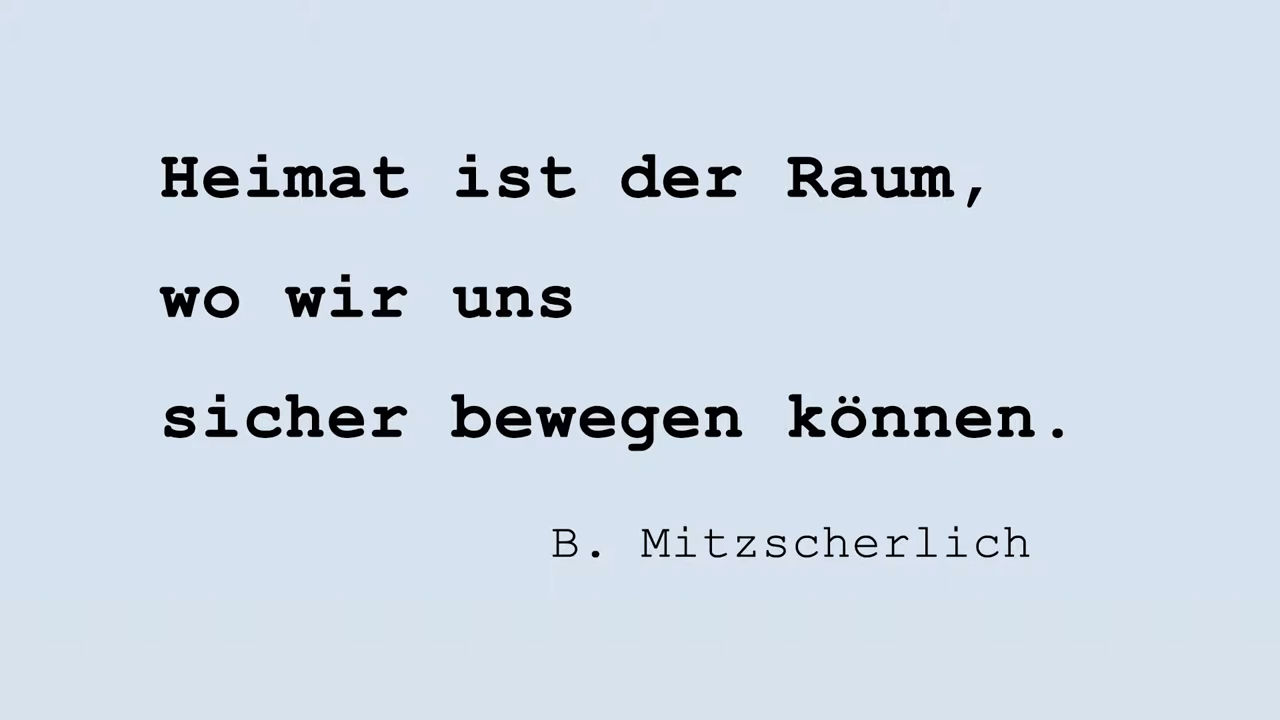 Heimat ist der Raum,
wo wir uns
sicher bewegen können.
B. Mitzscherlich